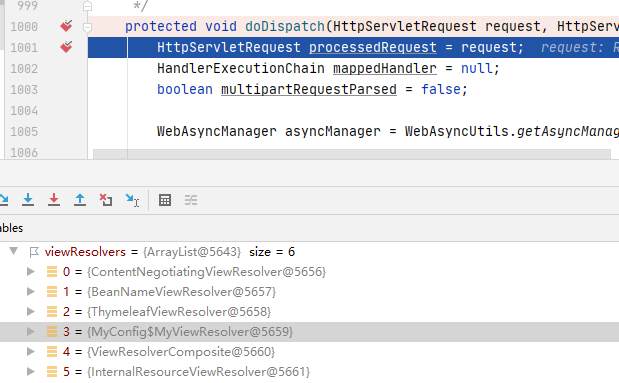 999 */
1000 protected void doDispatch(HttpServletRequest request, HttpServ
1001 HttpServletRequest processedRequest = request; request: R
1002 HandlerExecutionChain mappedHandler = null;
1003 boolean multipartRequestParsed = false;
1004
1005 WebAsyncManager asyncManager = WebAsyncUtils.getAsyncManag
1006
ables
viewResolvers = {ArrayList@5643} size = 6
0 = {ContentNegotiatingViewResolver@5656}
1 = {BeanNameViewResolver@5657}
2 = {ThymeleafViewResolver@5658}
3 = {MyConfig$MyViewResolver@5659}
4 = {ViewResolverComposite@5660}
5 = {InternalResourceViewResolver@5661}